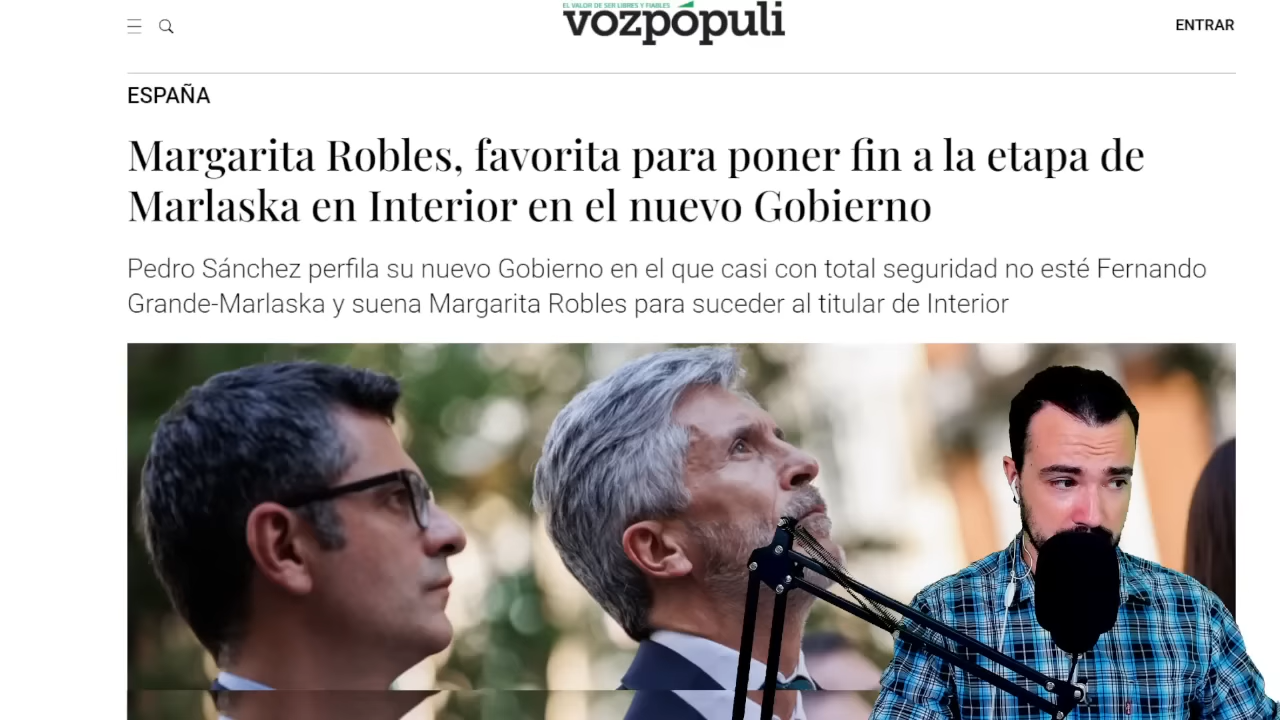 EL VALOR DE SER LIBRES Y FIABLES
vozpópuli
ENTRAR
ESPAÑA
Margarita Robles, favorita para poner fin a la etapa de
Marlaska en Interior en el nuevo Gobierno
Pedro Sánchez perfila su nuevo Gobierno en el que casi con total seguridad no esté Fernando
Grande-Marlaska y suena Margarita Robles para suceder al titular de Interior